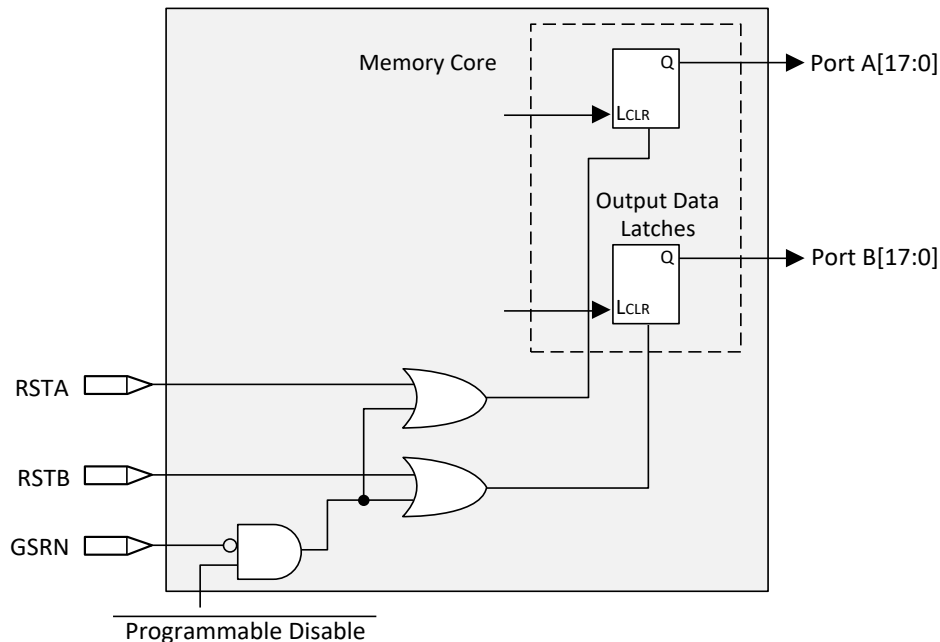 Memory Core
Q
Port A[17:0]
LCLR
Output Data
Latches
Q
Port B[17:0]
LCLR
RSTA
RSTB
GSRN
Programmable Disable